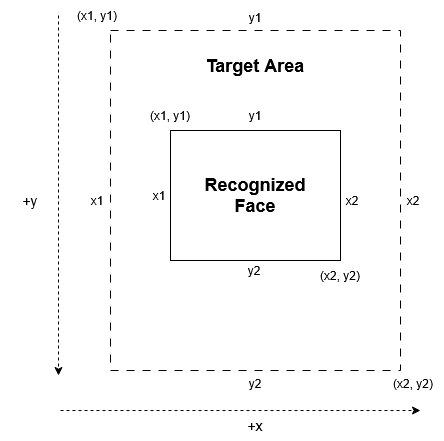 (x1, y1)
y1
Target Area
(x1, y1)
y1
+y
x1
x1
Recognized
Face
x2
x2
y2
(x2, y2)
y2
(x2, y2)
+x